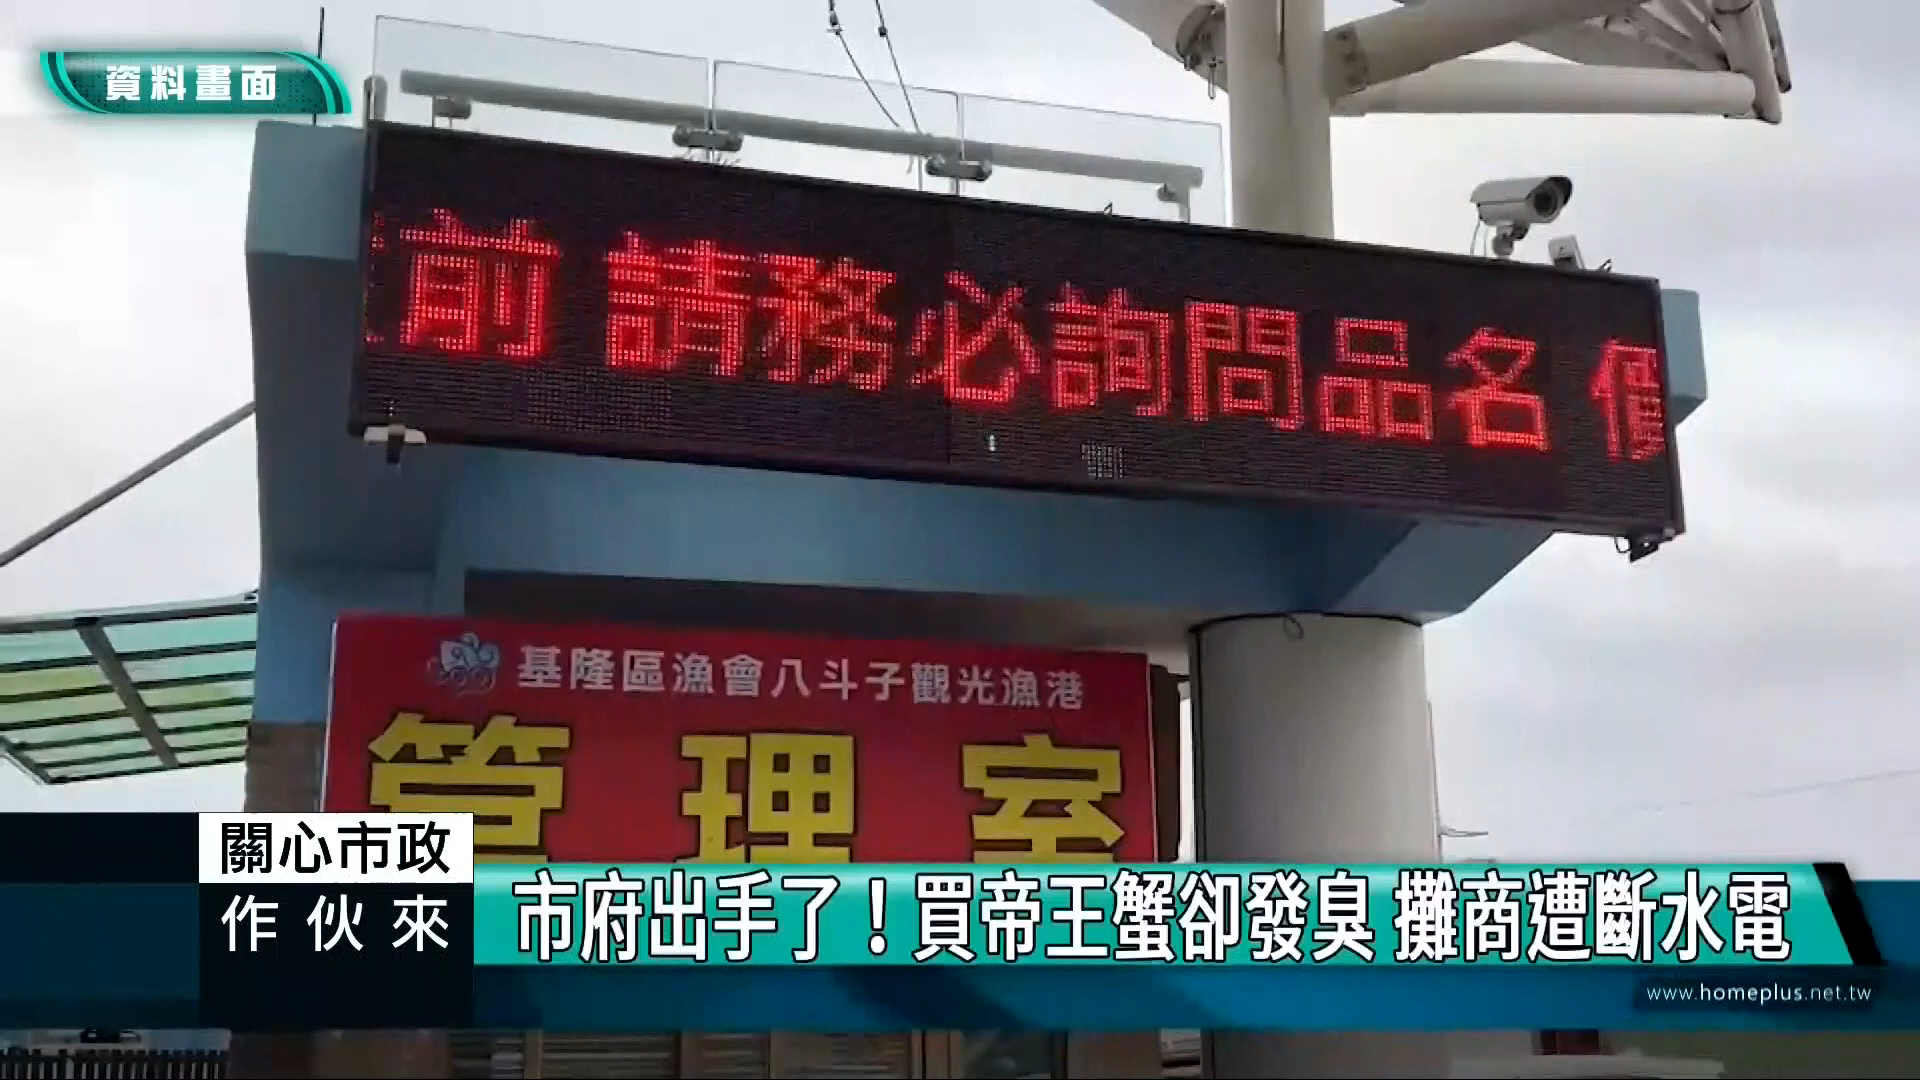 資料畫面
前 請務必詢問品名 價
基隆區漁會八斗子觀光漁港
管理室
關心市政
作伙來
市府出手了！買帝王蟹卻發臭 攤商遭斷水電
www.homeplus.net.tw